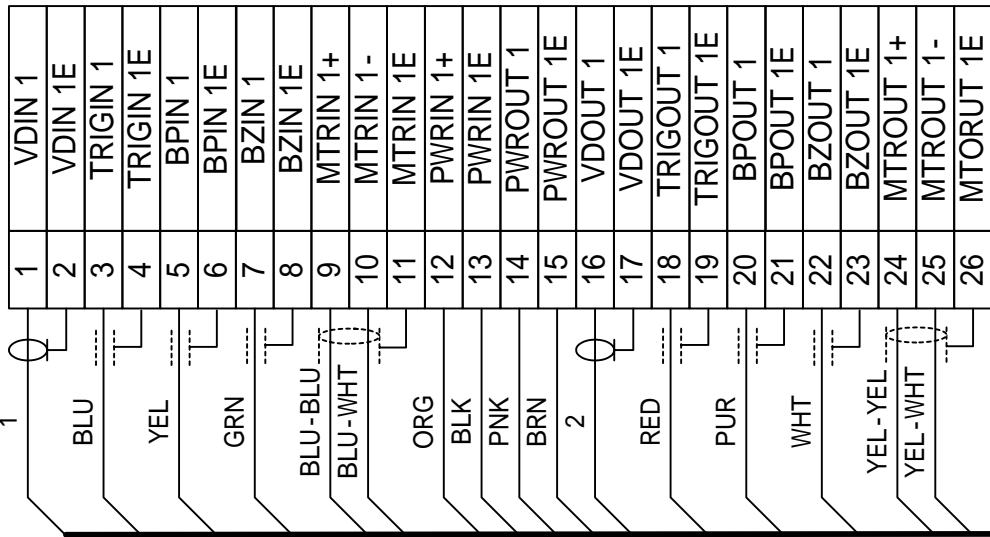 VDIN 1
VDIN 1E
TRIGIN 1
TRIGIN 1E
BPIN 1
BPIN 1E
BZIN 1
BZIN 1E
MTRIN 1+
MTRIN 1-
MTRIN 1E
PWRIN 1+
PWRIN 1E
PWROUT 1
PWROUT 1E
VDOUT 1
VDOUT 1E
TRIGOUT 1
TRIGOUT 1E
BPOUT 1
BPOUT 1E
BZOUT 1
BZOUT 1E
MTROUT 1+
MTROUT 1-
MTORUT 1E
1
2
3
4
5
6
7
8
9
10
11
12
13
14
15
16
17
18
19
20
21
22
23
24
25
26
1
BLU
YEL
GRN
BLU-BLU
BLU-WHT
ORG
BLK
PNK
BRN
2
RED
PUR
WHT
YEL-YEL
YEL-WHT